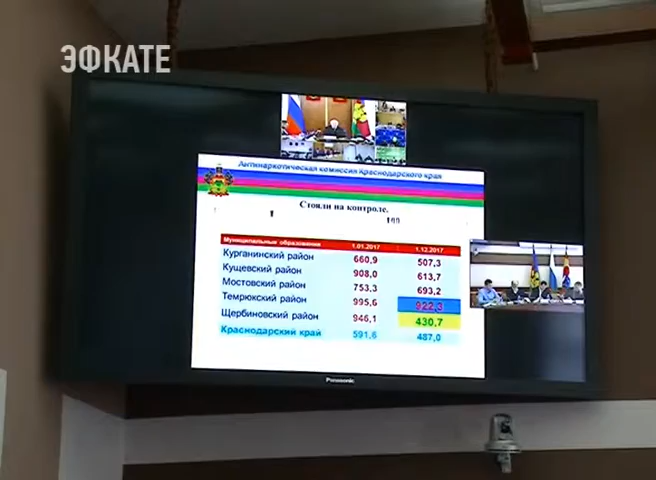 ЭФКАТЕ
Антинаркотическая комиссия Краснодарского края
Стояли на контроле.
Муниципальные образования 1.01.2017 1.12.2017
Курганинский район 660,9 507,3
Кущевский район 908,0 613,7
Мостовский район 753,3 693,2
Темрюкский район 995,6 922,3
Щербиновский район 946,1 430,7
Краснодарский край 591,6 487,0
Panasonic